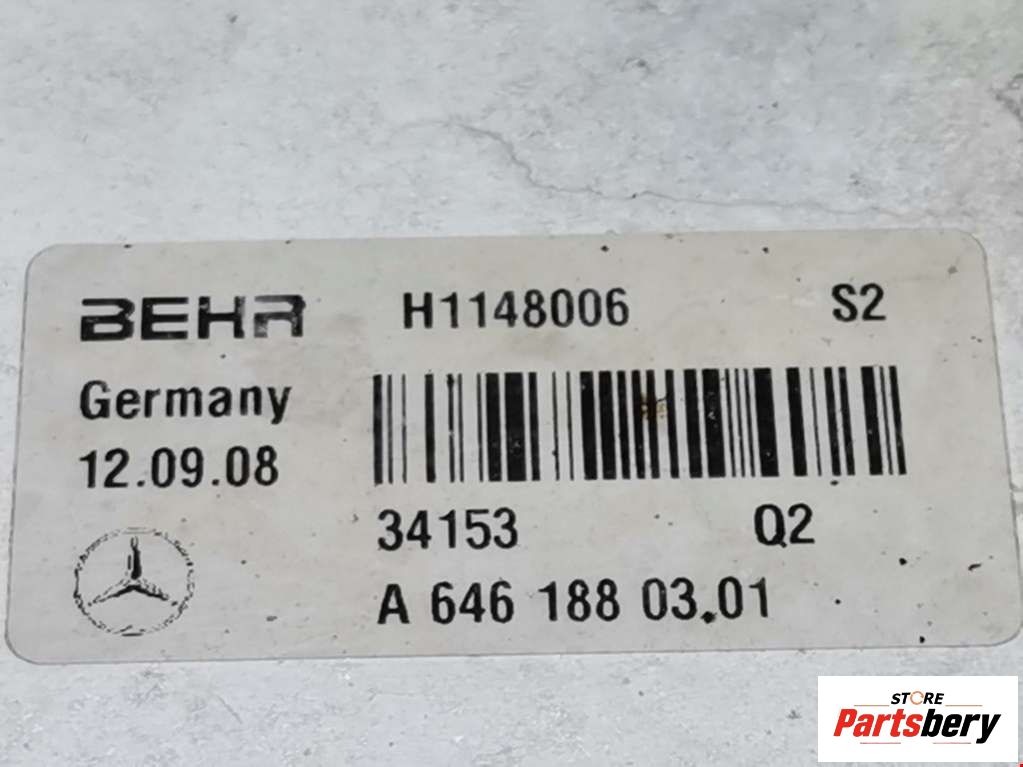 BEHR H1148006 S2
Germany
12.09.08
34153 Q2
A 646 188 03.01
STORE
Partsbery